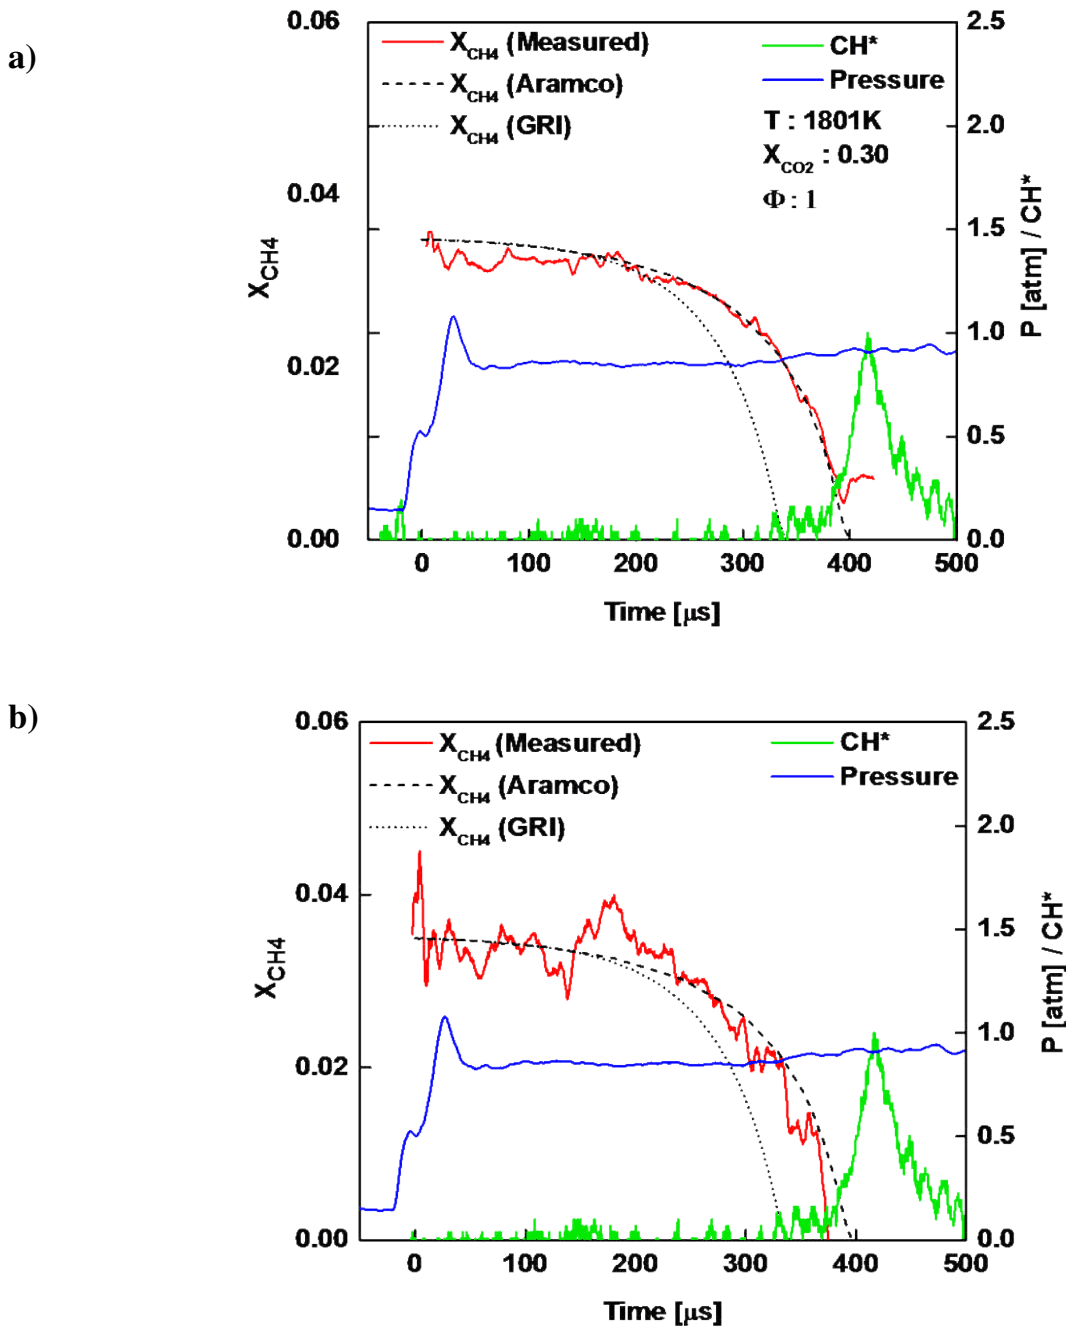 a)
0.06
0.04
0.02
0.00
X_CH4
X_CH4 (Measured)
X_CH4 (Aramco)
X_CH4 (GRI)
CH*
Pressure
T : 1801K
X_CO2 : 0.30
Φ : 1
2.5
2.0
1.5
1.0
0.5
0.0
P [atm] / CH*
0 100 200 300 400 500
Time [μs]
b)
0.06
0.04
0.02
0.00
X_CH4
X_CH4 (Measured)
X_CH4 (Aramco)
X_CH4 (GRI)
CH*
Pressure
2.5
2.0
1.5
1.0
0.5
0.0
P [atm] / CH*
0 100 200 300 400 500
Time [μs]